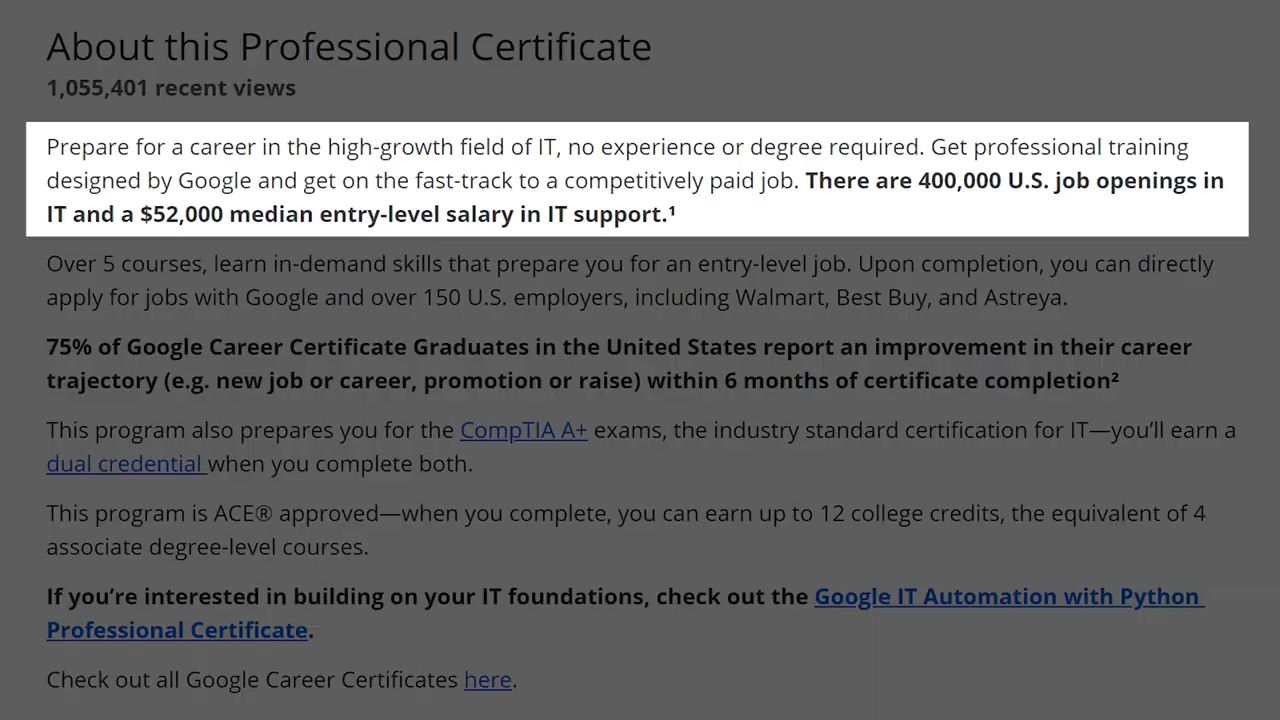 About this Professional Certificate
1,055,401 recent views
Prepare for a career in the high-growth field of IT, no experience or degree required. Get professional training
designed by Google and get on the fast-track to a competitively paid job. There are 400,000 U.S. job openings in
IT and a $52,000 median entry-level salary in IT support.¹
Over 5 courses, learn in-demand skills that prepare you for an entry-level job. Upon completion, you can directly
apply for jobs with Google and over 150 U.S. employers, including Walmart, Best Buy, and Astreya.
75% of Google Career Certificate Graduates in the United States report an improvement in their career
trajectory (e.g. new job or career, promotion or raise) within 6 months of certificate completion²
This program also prepares you for the CompTIA A+ exams, the industry standard certification for IT—you’ll earn a
dual credential when you complete both.
This program is ACE® approved—when you complete, you can earn up to 12 college credits, the equivalent of 4
associate degree-level courses.
If you’re interested in building on your IT foundations, check out the Google IT Automation with Python
Professional Certificate.
Check out all Google Career Certificates here.